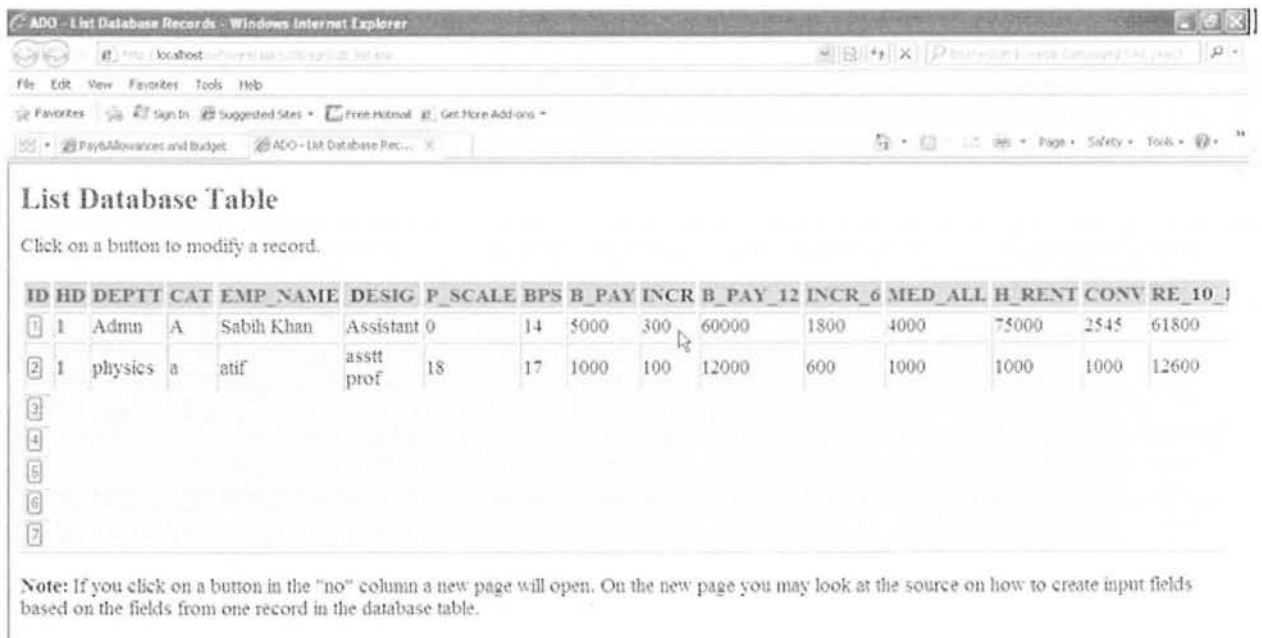 ADO - List Database Records - Windows Internet Explorer
localhost
File Edit View Favorites Tools Help
Favorites Sign In Suggested Sites Free Hotmail Get More Add-ons
Pay&Allowances and Budget ADO - List Database Rec... Page Safety Tools
List Database Table
Click on a button to modify a record.
ID HD DEPTT CAT EMP_NAME DESIG P_SCALE BPS B_PAY INCR B_PAY_12 INCR_6 MED_ALL H_RENT CONV RE_10_1
1 1 Admn A Sabih Khan Assistant 0 14 5000 300 60000 1800 4000 75000 2545 61800
2 1 physics a atif asstt prof 18 17 1000 100 12000 600 1000 1000 1000 12600
3
4
5
6
7
Note: If you click on a button in the "no" column a new page will open. On the new page you may look at the source on how to create input fields
based on the fields from one record in the database table.